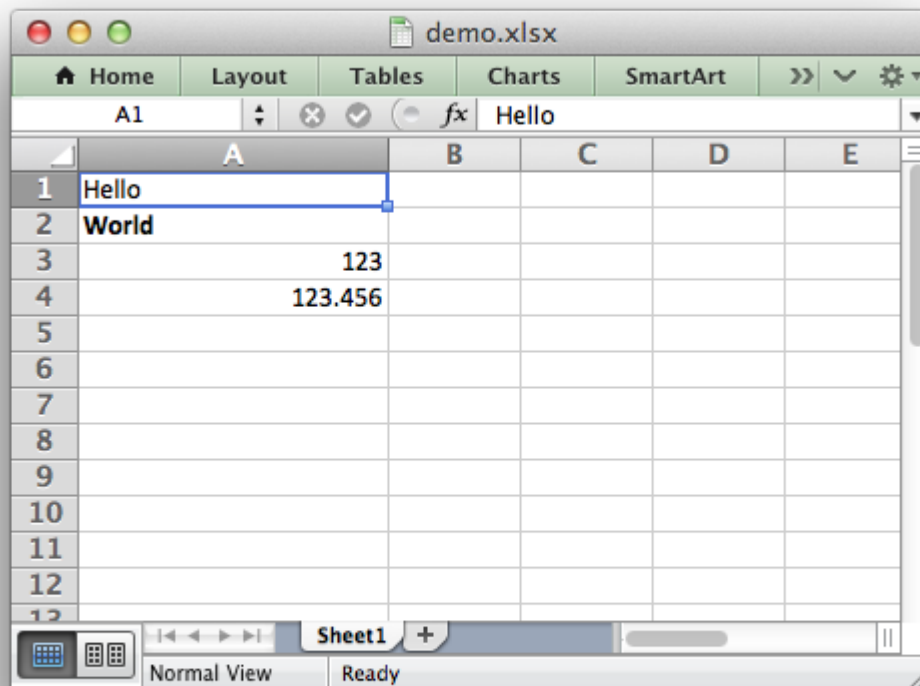 demo.xlsx
Home Layout Tables Charts SmartArt
A1 fx Hello
A B C D E
1 Hello
2 World
3 123
4 123.456
5
6
7
8
9
10
11
12
13
Sheet1 +
Normal View Ready